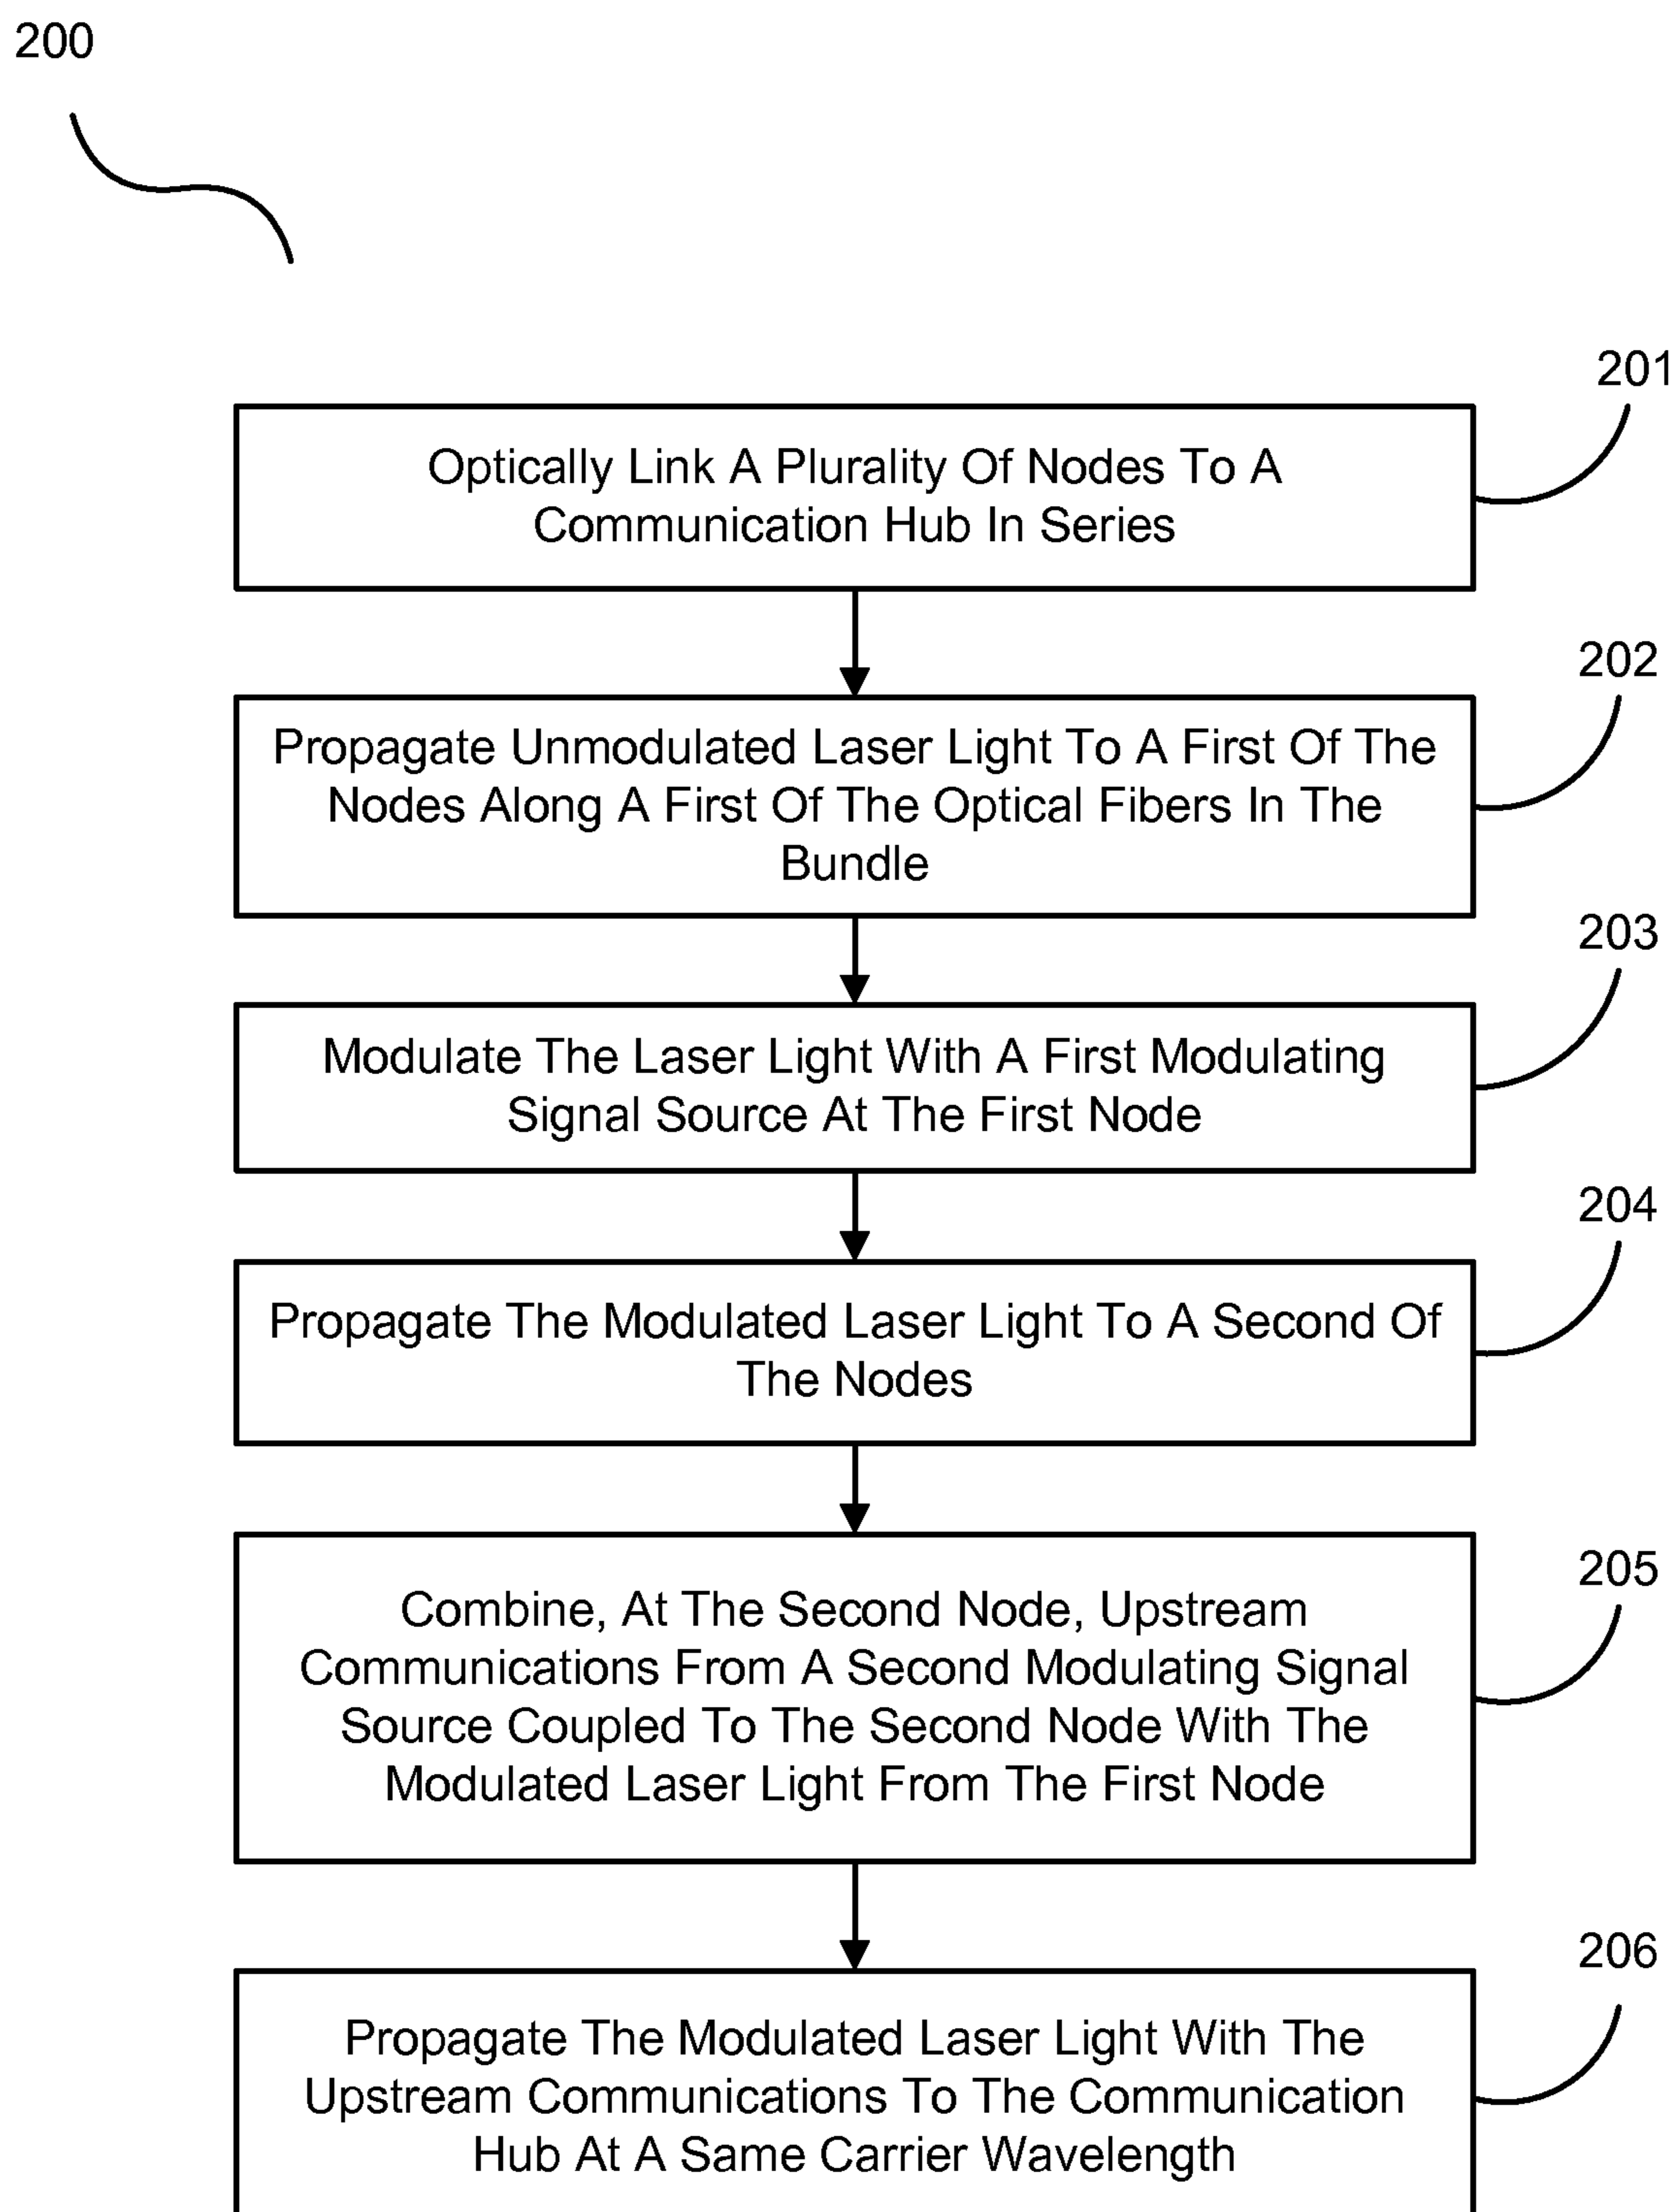 200
201
Optically Link A Plurality Of Nodes To A
Communication Hub In Series
202
Propagate Unmodulated Laser Light To A First Of The
Nodes Along A First Of The Optical Fibers In The
Bundle
203
Modulate The Laser Light With A First Modulating
Signal Source At The First Node
204
Propagate The Modulated Laser Light To A Second Of
The Nodes
205
Combine, At The Second Node, Upstream
Communications From A Second Modulating Signal
Source Coupled To The Second Node With The
Modulated Laser Light From The First Node
206
Propagate The Modulated Laser Light With The
Upstream Communications To The Communication
Hub At A Same Carrier Wavelength